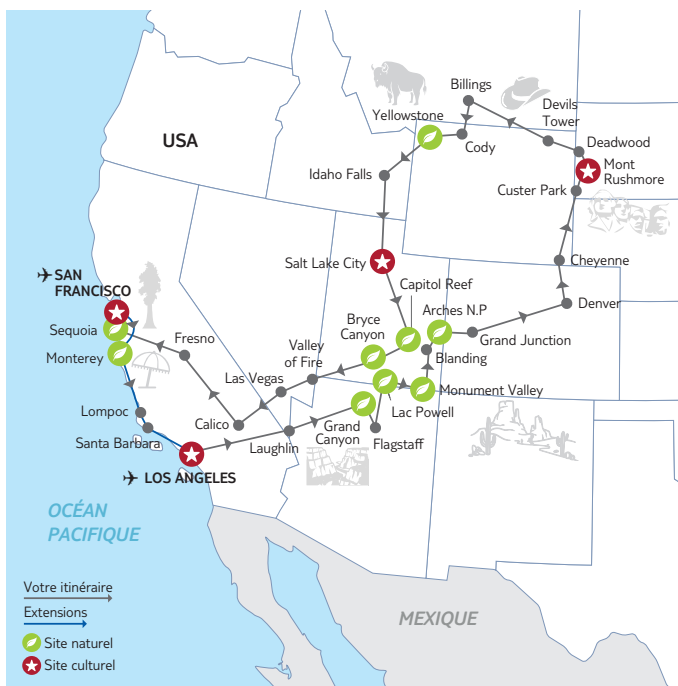 Billings
Yellowstone
Devils
Tower
USA
Cody
Deadwood
Mont
Rushmore
Idaho Falls
Custer Park
Salt Lake City
Capitol Reef
Cheyenne
SAN
FRANCISCO
Bryce
Canyon
Arches N.P
Denver
Sequoia
Fresno
Grand Junction
Monterey
Valley
of Fire
Blanding
Las Vegas
Monument Valley
Lac Powell
Lompoc
Calico
Grand
Canyon
Flagstaff
Santa Barbara
Laughlin
LOS ANGELES
OCÉAN
PACIFIQUE
Votre itinéraire
Extensions
Site naturel
Site culturel
MEXIQUE